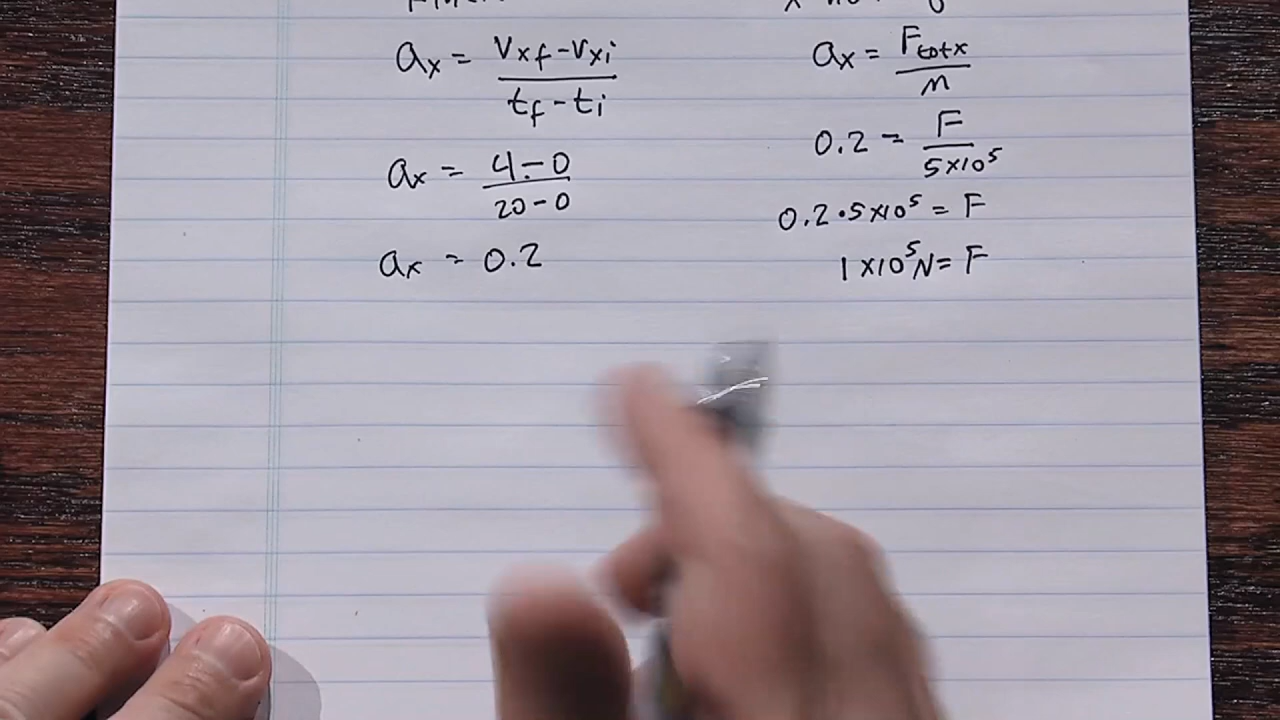 ax = vxf-vxi / tf-ti
ax = 4-0 / 20-0
ax = 0.2
ax = Ftotx / m
0.2 = F / 5x10^5
0.2·5x10^5 = F
1x10^5N = F